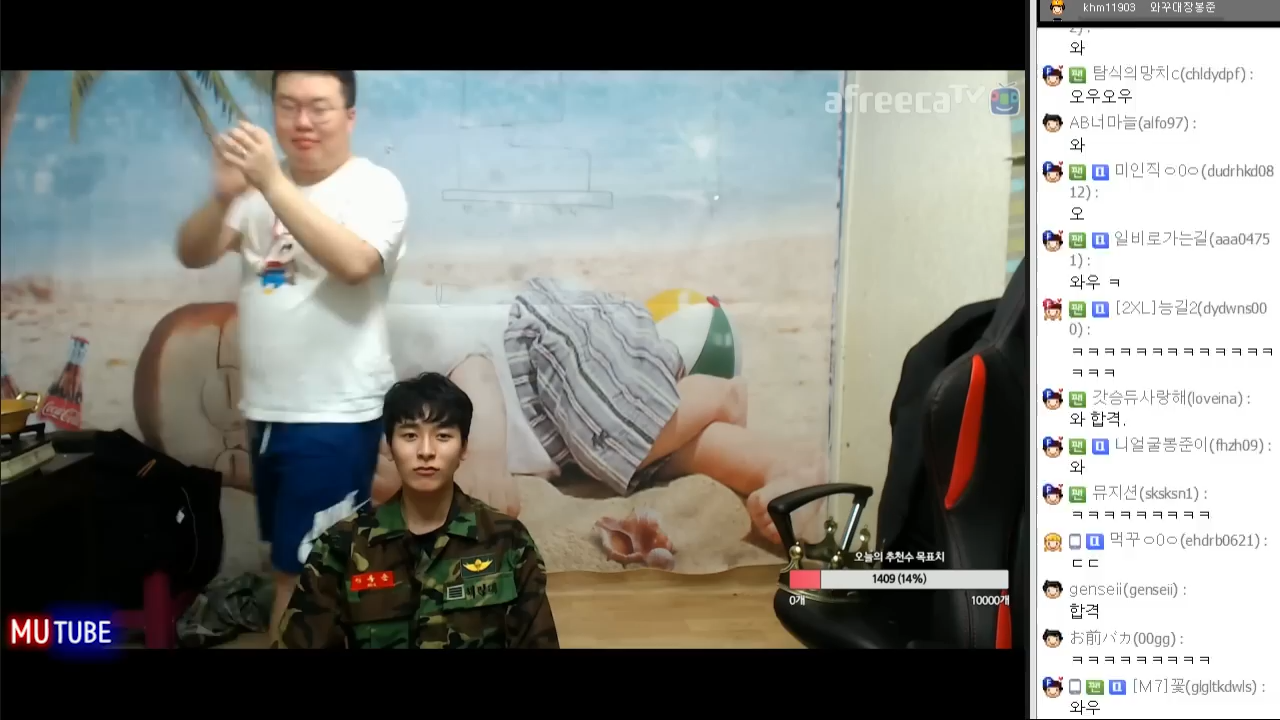 khm11903 와꾸대장봉준
2) :
와
탐식의망치c(chldydpf) :
오우오우
AB너마늘(alfo97) :
와
미인직ㅇ0ㅇ(dudrhkd08
12) :
오
일비로가는길(aaa0475
1) :
와우 ㅋ
[2XL]능길2(dydwns00
0) :
ㅋㅋㅋㅋㅋㅋㅋㅋㅋㅋㅋㅋㅋ
ㅋㅋㅋ
갓승듀사랑해(loveina) :
와 합격.
니얼굴봉준이(fhzh09) :
와
뮤지션(sksksn1) :
ㅋㅋㅋㅋㅋㅋㅋㅋㅋ
먹꾸ㅇ0ㅇ(ehdrb0621) :
ㄷㄷ
genseii(genseii) :
합격
お前バカ(00gg) :
ㅋㅋㅋㅋㅋㅋㅋㅋㅋ
[M7]꽃(glgltkdwls) :
와우
afreecaTV
Coca-Cola
오늘의 추천수 목표치
1409 (14%)
0개
10000개
MUTUBE